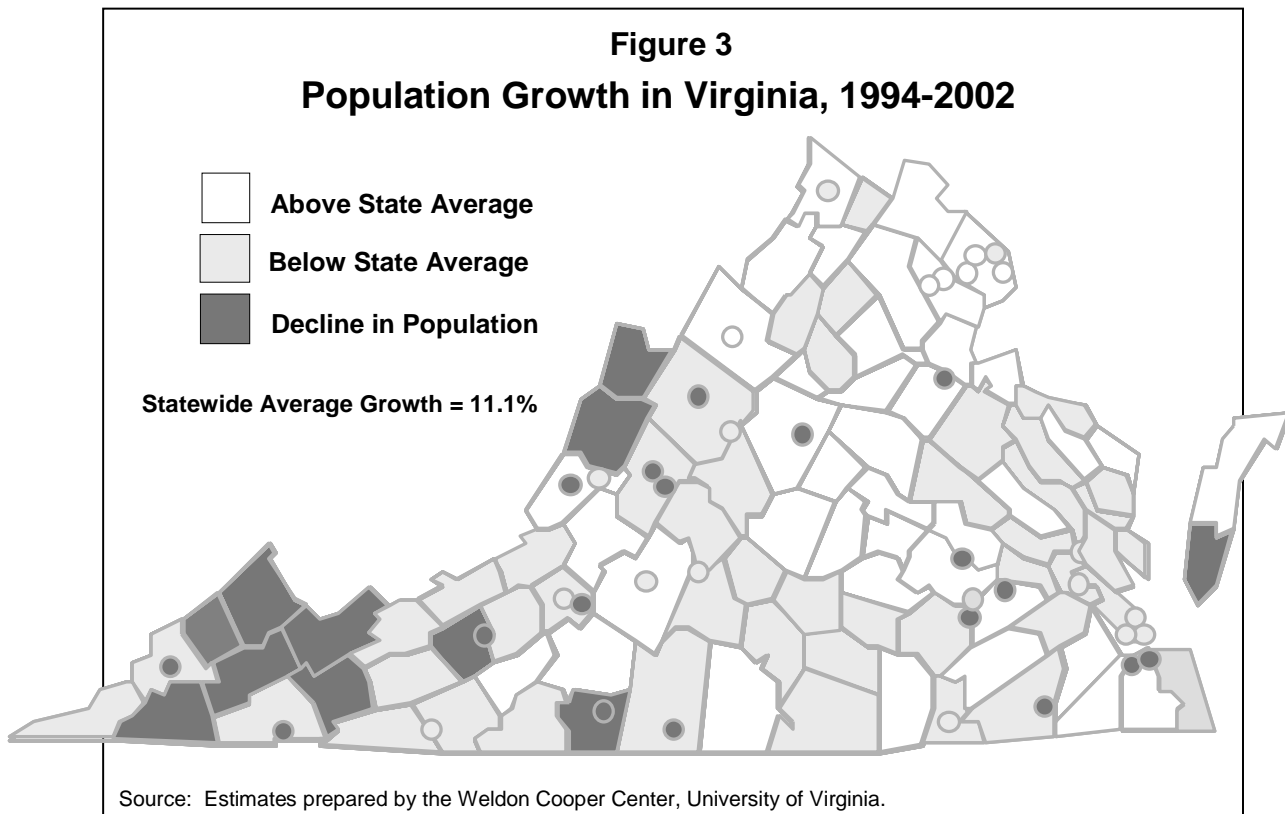 Figure 3
Population Growth in Virginia, 1994-2002
Above State Average
Below State Average
Decline in Population
Statewide Average Growth = 11.1%
Source:  Estimates prepared by the Weldon Cooper Center, University of Virginia.